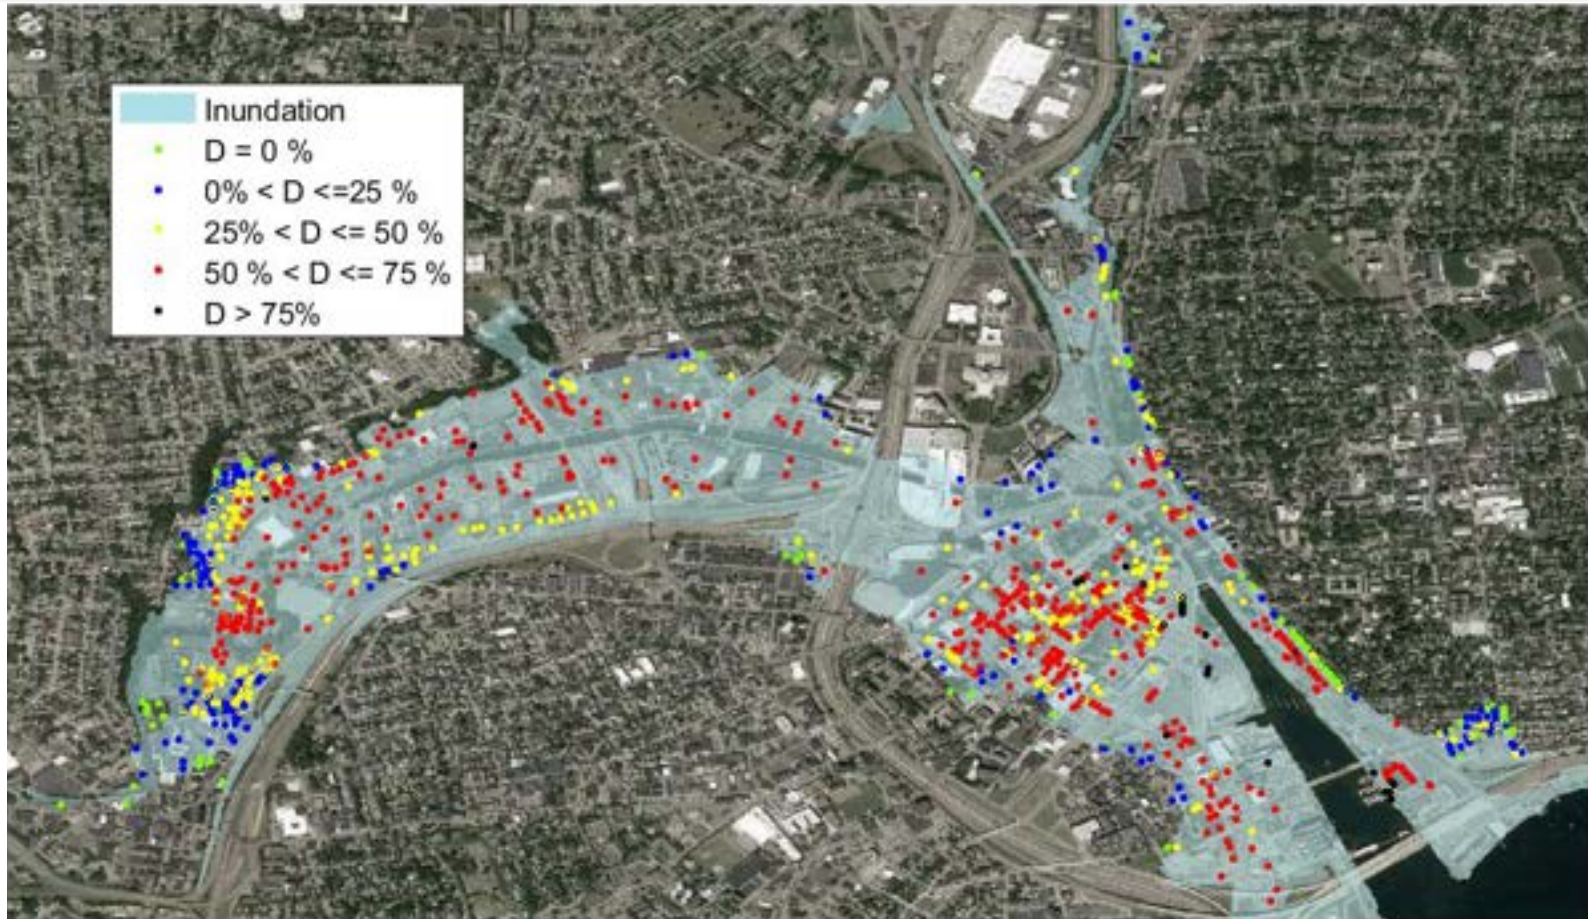 Inundation
D = 0 %
0% < D <=25 %
25% < D <= 50 %
50 % < D <= 75 %
D > 75%